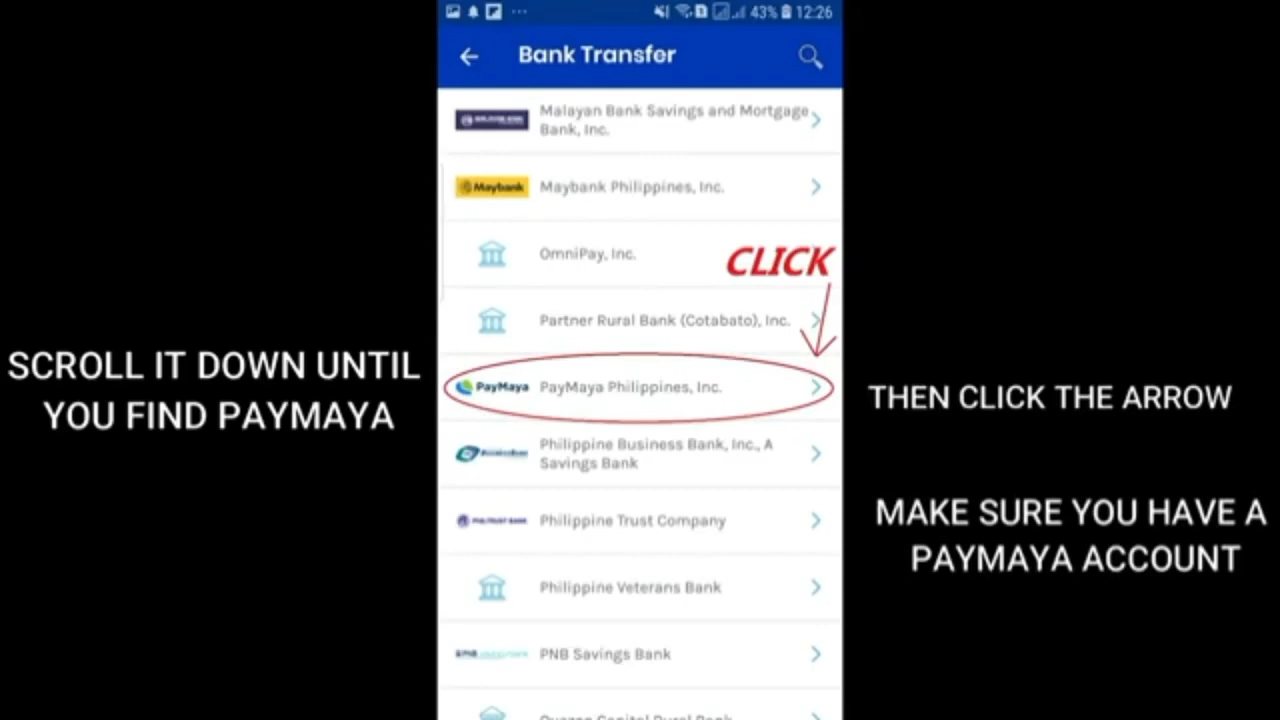 43% 12:26
Bank Transfer
Malayan Bank Savings and Mortgage
Bank, Inc.
Maybank
Maybank Philippines, Inc.
OmniPay, Inc.
CLICK
Partner Rural Bank (Cotabato), Inc.
SCROLL IT DOWN UNTIL
YOU FIND PAYMAYA
PayMaya
PayMaya Philippines, Inc.
THEN CLICK THE ARROW
Philippine Business Bank, Inc., A
Savings Bank
MAKE SURE YOU HAVE A
PAYMAYA ACCOUNT
PHILTRUST BANK
Philippine Trust Company
Philippine Veterans Bank
PNB Savings Bank